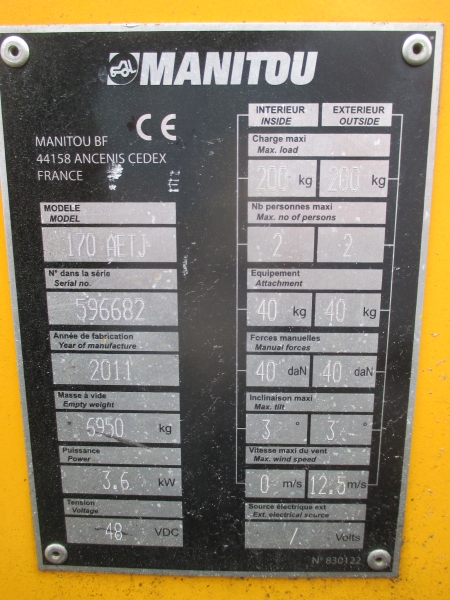 MANITOU
MANITOU BF
44158 ANCENIS CEDEX
FRANCE
CE
MODELE
MODEL
170 AETJ
N° dans la série
Serial no.
596682
Année de fabrication
Year of manufacture
2011
Masse à vide
Empty weight
6950 kg
Puissance
Power
3.6 kW
Tension
Voltage
48 VDC
INTERIEUR EXTERIEUR
INSIDE OUTSIDE
Charge maxi
Max. load
200 kg 200 kg
Nb personnes maxi
Max. no of persons
2 2
Equipement
Attachment
40 kg 40 kg
Forces manuelles
Manual forces
40 daN 40 daN
Inclinaison maxi
Max. tilt
3 ° 3 °
Vitesse maxi du vent
Max. wind speed
0 m/s 12.5 m/s
Source électrique ext
Ext. electrical source
/ Volts
N° 830122